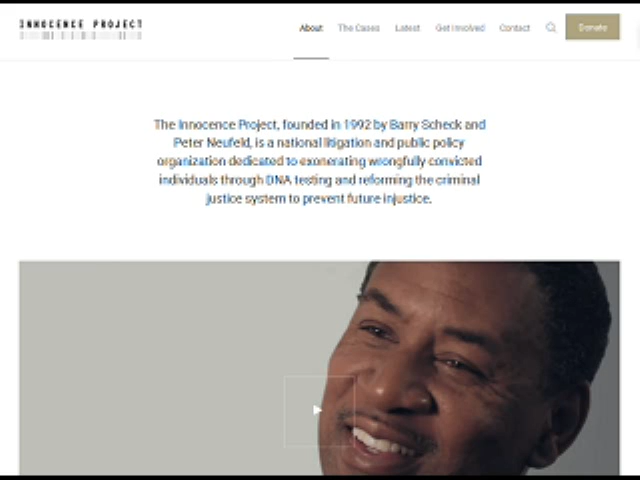 INNOCENCE PROJECT
About The Cases Latest Get Involved Contact Donate
The Innocence Project, founded in 1992 by Barry Scheck and
Peter Neufeld, is a national litigation and public policy
organization dedicated to exonerating wrongfully convicted
individuals through DNA testing and reforming the criminal
justice system to prevent future injustice.